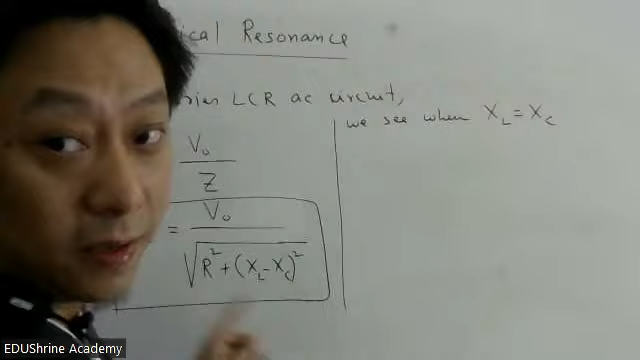 ical Resonance
ries LCR ac circuit,
we see when X_L = X_C
V₀
Z
= V₀
√R² + (X_L - X_C)²
EDUShrine Academy